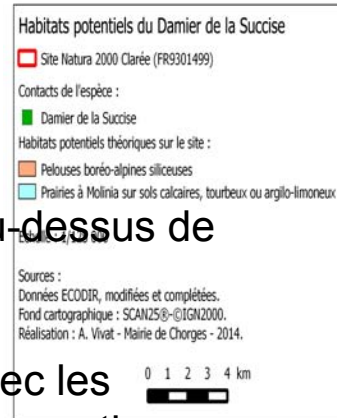 Habitats potentiels du Damier de la Succise
Site Natura 2000 Clarée (FR9301499)
Contacts de l'espèce :
Damier de la Succise
Habitats potentiels théoriques sur le site :
Pelouses boréo-alpines siliceuses
Prairies à Molinia sur sols calcaires, tourbeux ou argilo-limoneux
u-dessus de
Sources :
Données ECODIR, modifiées et complétées.
Fond cartographique : SCAN25®-©IGN2000.
Réalisation : A. Vivat - Mairie de Chorges - 2014.
ec les
0 1 2 3 4 km